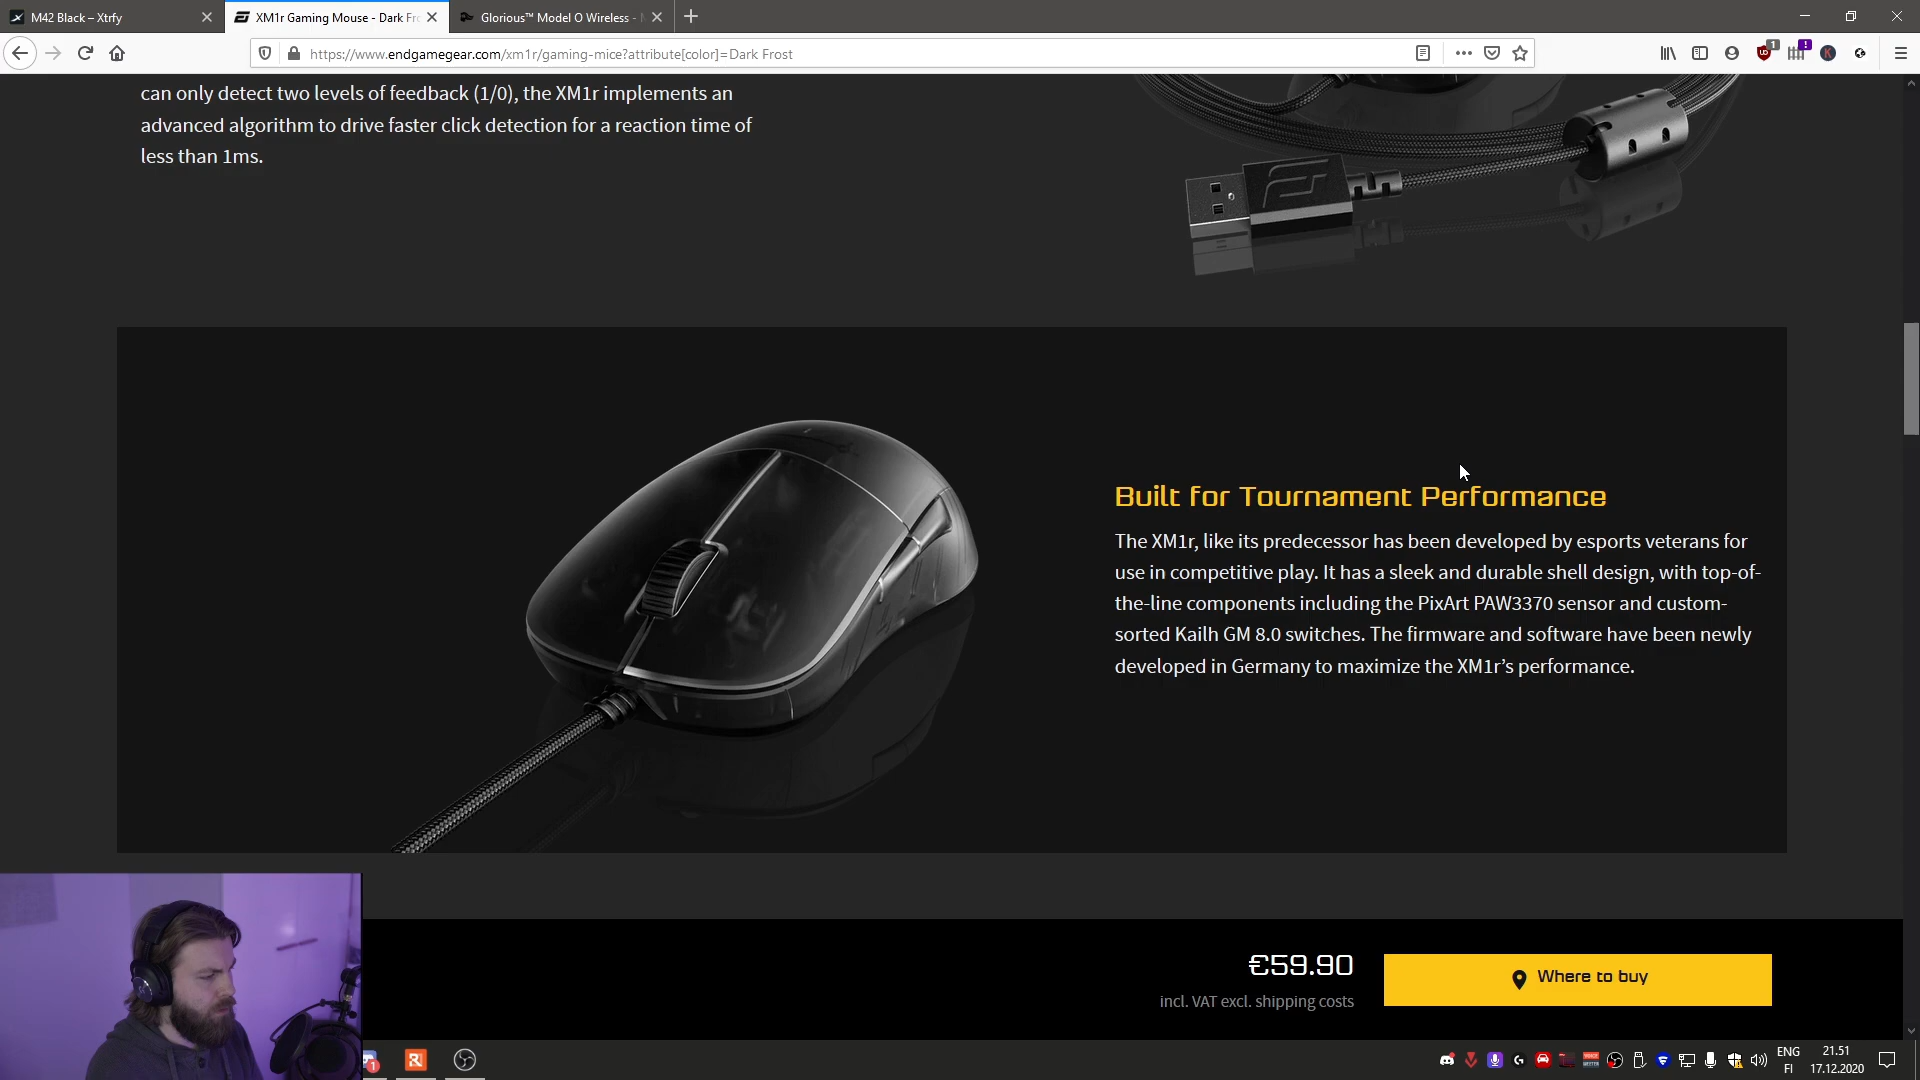 M42 Black – Xtrfy
XM1r Gaming Mouse - Dark Fr
Glorious™ Model O Wireless -
https://www.endgamegear.com/xm1r/gaming-mice?attribute[color]=Dark Frost
1
!
can only detect two levels of feedback (1/0), the XM1r implements an
advanced algorithm to drive faster click detection for a reaction time of
less than 1ms.
Built for Tournament Performance
The XM1r, like its predecessor has been developed by esports veterans for
use in competitive play. It has a sleek and durable shell design, with top-of-
the-line components including the PixArt PAW3370 sensor and custom-
sorted Kailh GM 8.0 switches. The firmware and software have been newly
developed in Germany to maximize the XM1r's performance.
€59.90
incl. VAT excl. shipping costs
Where to buy
1
ENG
FI
21.51
17.12.2020